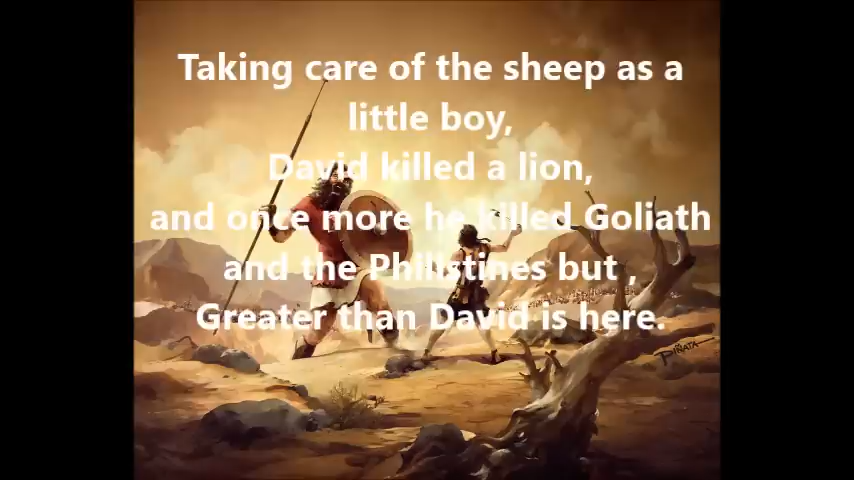 Taking care of the sheep as a
little boy,
David killed a lion,
and once more he killed Goliath
and the Philistines but ,
Greater than David is here.
PIÑATA